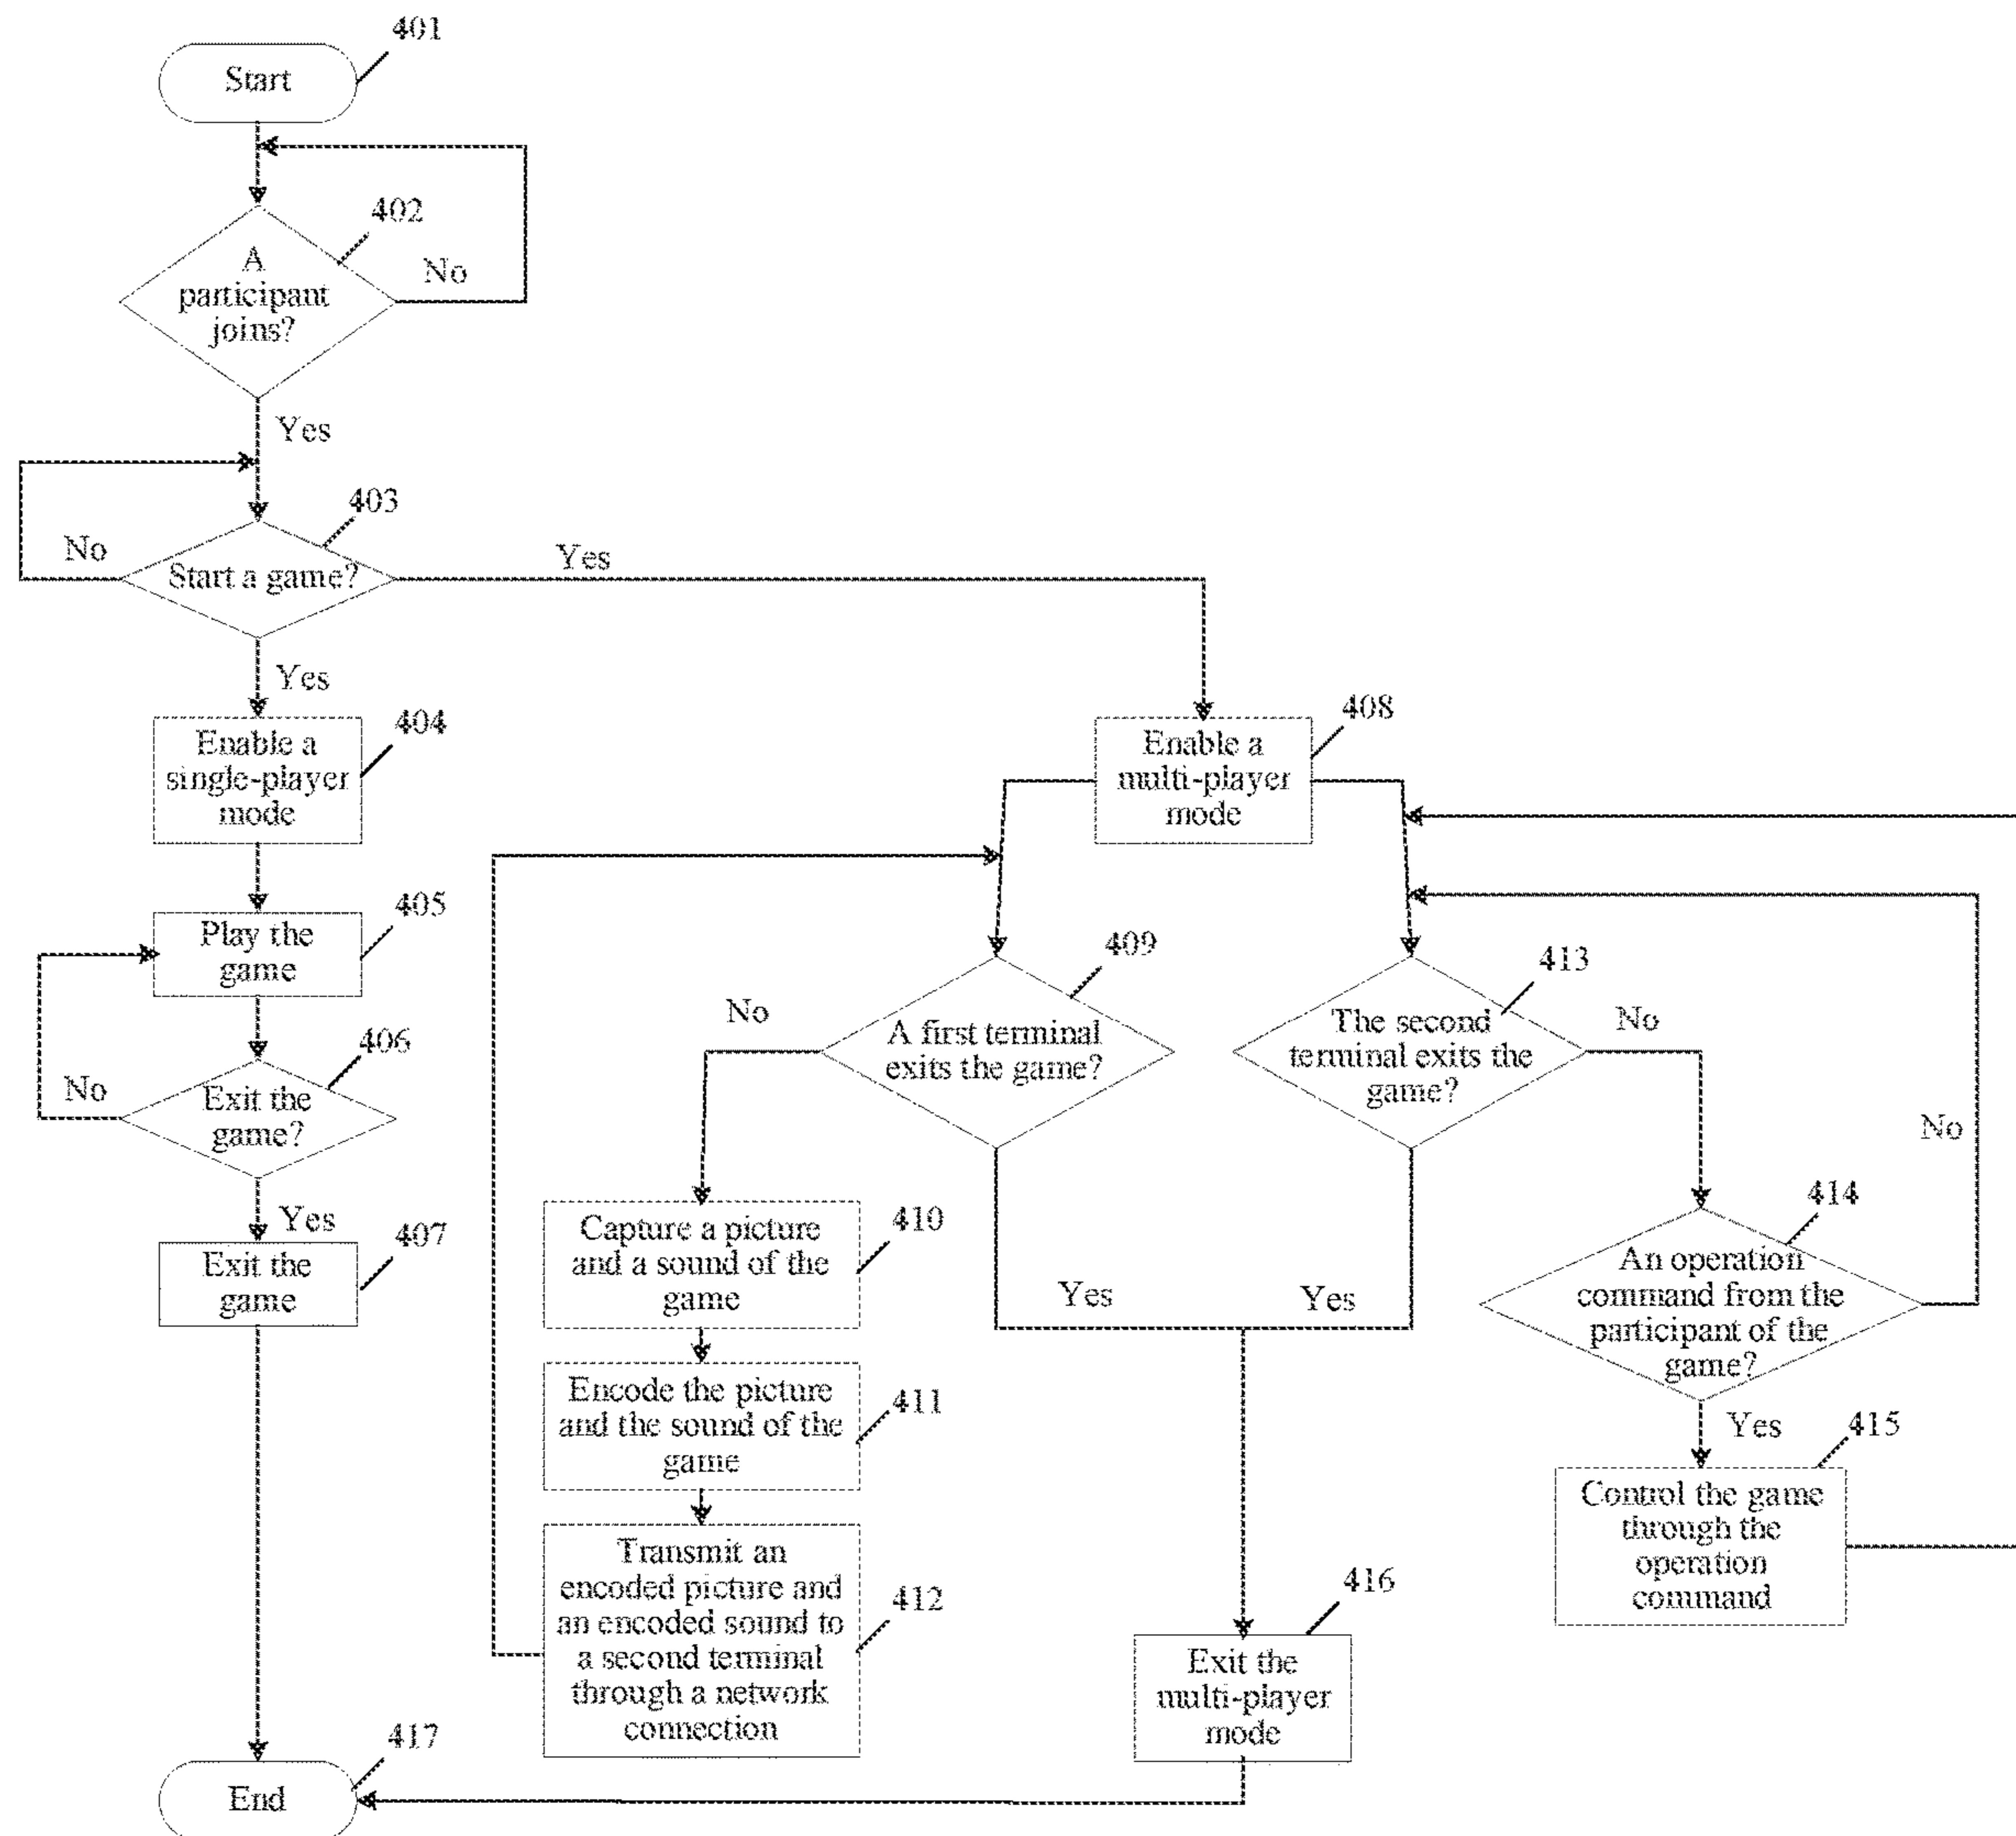 401
Start
402
A
participant
joins?
No
Yes
403
No
Start a game?
Yes
Yes
404
Enable a
single-player
mode
408
Enable a
multi-player
mode
405
Play the
game
406
No
Exit the
game?
Yes
407
Exit the
game
409
No
A first terminal
exits the game?
413
The second
terminal exits the
game?
No
No
410
Capture a picture
and a sound of the
game
Yes
Yes
414
An operation
command from the
participant of the
game?
411
Encode the picture
and the sound of the
game
Yes
415
Control the game
through the
operation
command
412
Transmit an
encoded picture and
an encoded sound to
a second terminal
through a network
connection
416
Exit the
multi-player
mode
417
End